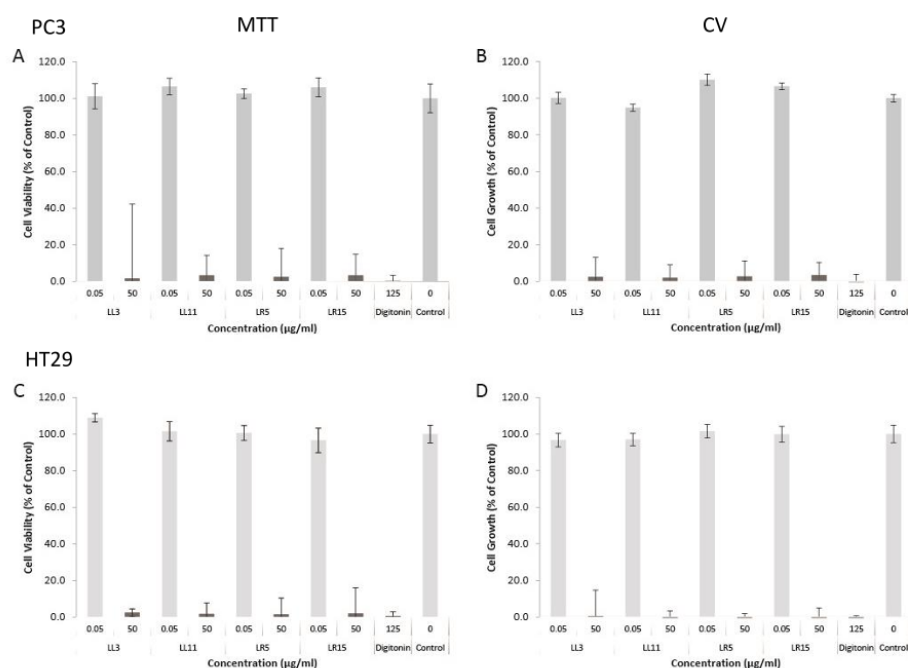 PC3 MTT CV
A B
120.0 120.0
100.0 100.0
80.0 80.0
60.0 60.0
40.0 40.0
20.0 20.0
0.0 0.0
Cell Viability (% of Control) Cell Growth (% of Control)
0.05 50 0.05 50 0.05 50 0.05 50 125 0 0.05 50 0.05 50 0.05 50 0.05 50 125 0
LL3 LL11 LR5 LR15 Digitonin Control LL3 LL11 LR5 LR15 Digitonin Control
Concentration (µg/ml) Concentration (µg/ml)
HT29
C D
120.0 120.0
100.0 100.0
80.0 80.0
60.0 60.0
40.0 40.0
20.0 20.0
0.0 0.0
Cell Viability (% of Control) Cell Growth (% of Control)
0.05 50 0.05 50 0.05 50 0.05 50 125 0 0.05 50 0.05 50 0.05 50 0.05 50 125 0
LL3 LL11 LR5 LR15 Digitonin Control LL3 LL11 LR5 LR15 Digitonin Control
Concentration (µg/ml) Concentration (µg/ml)